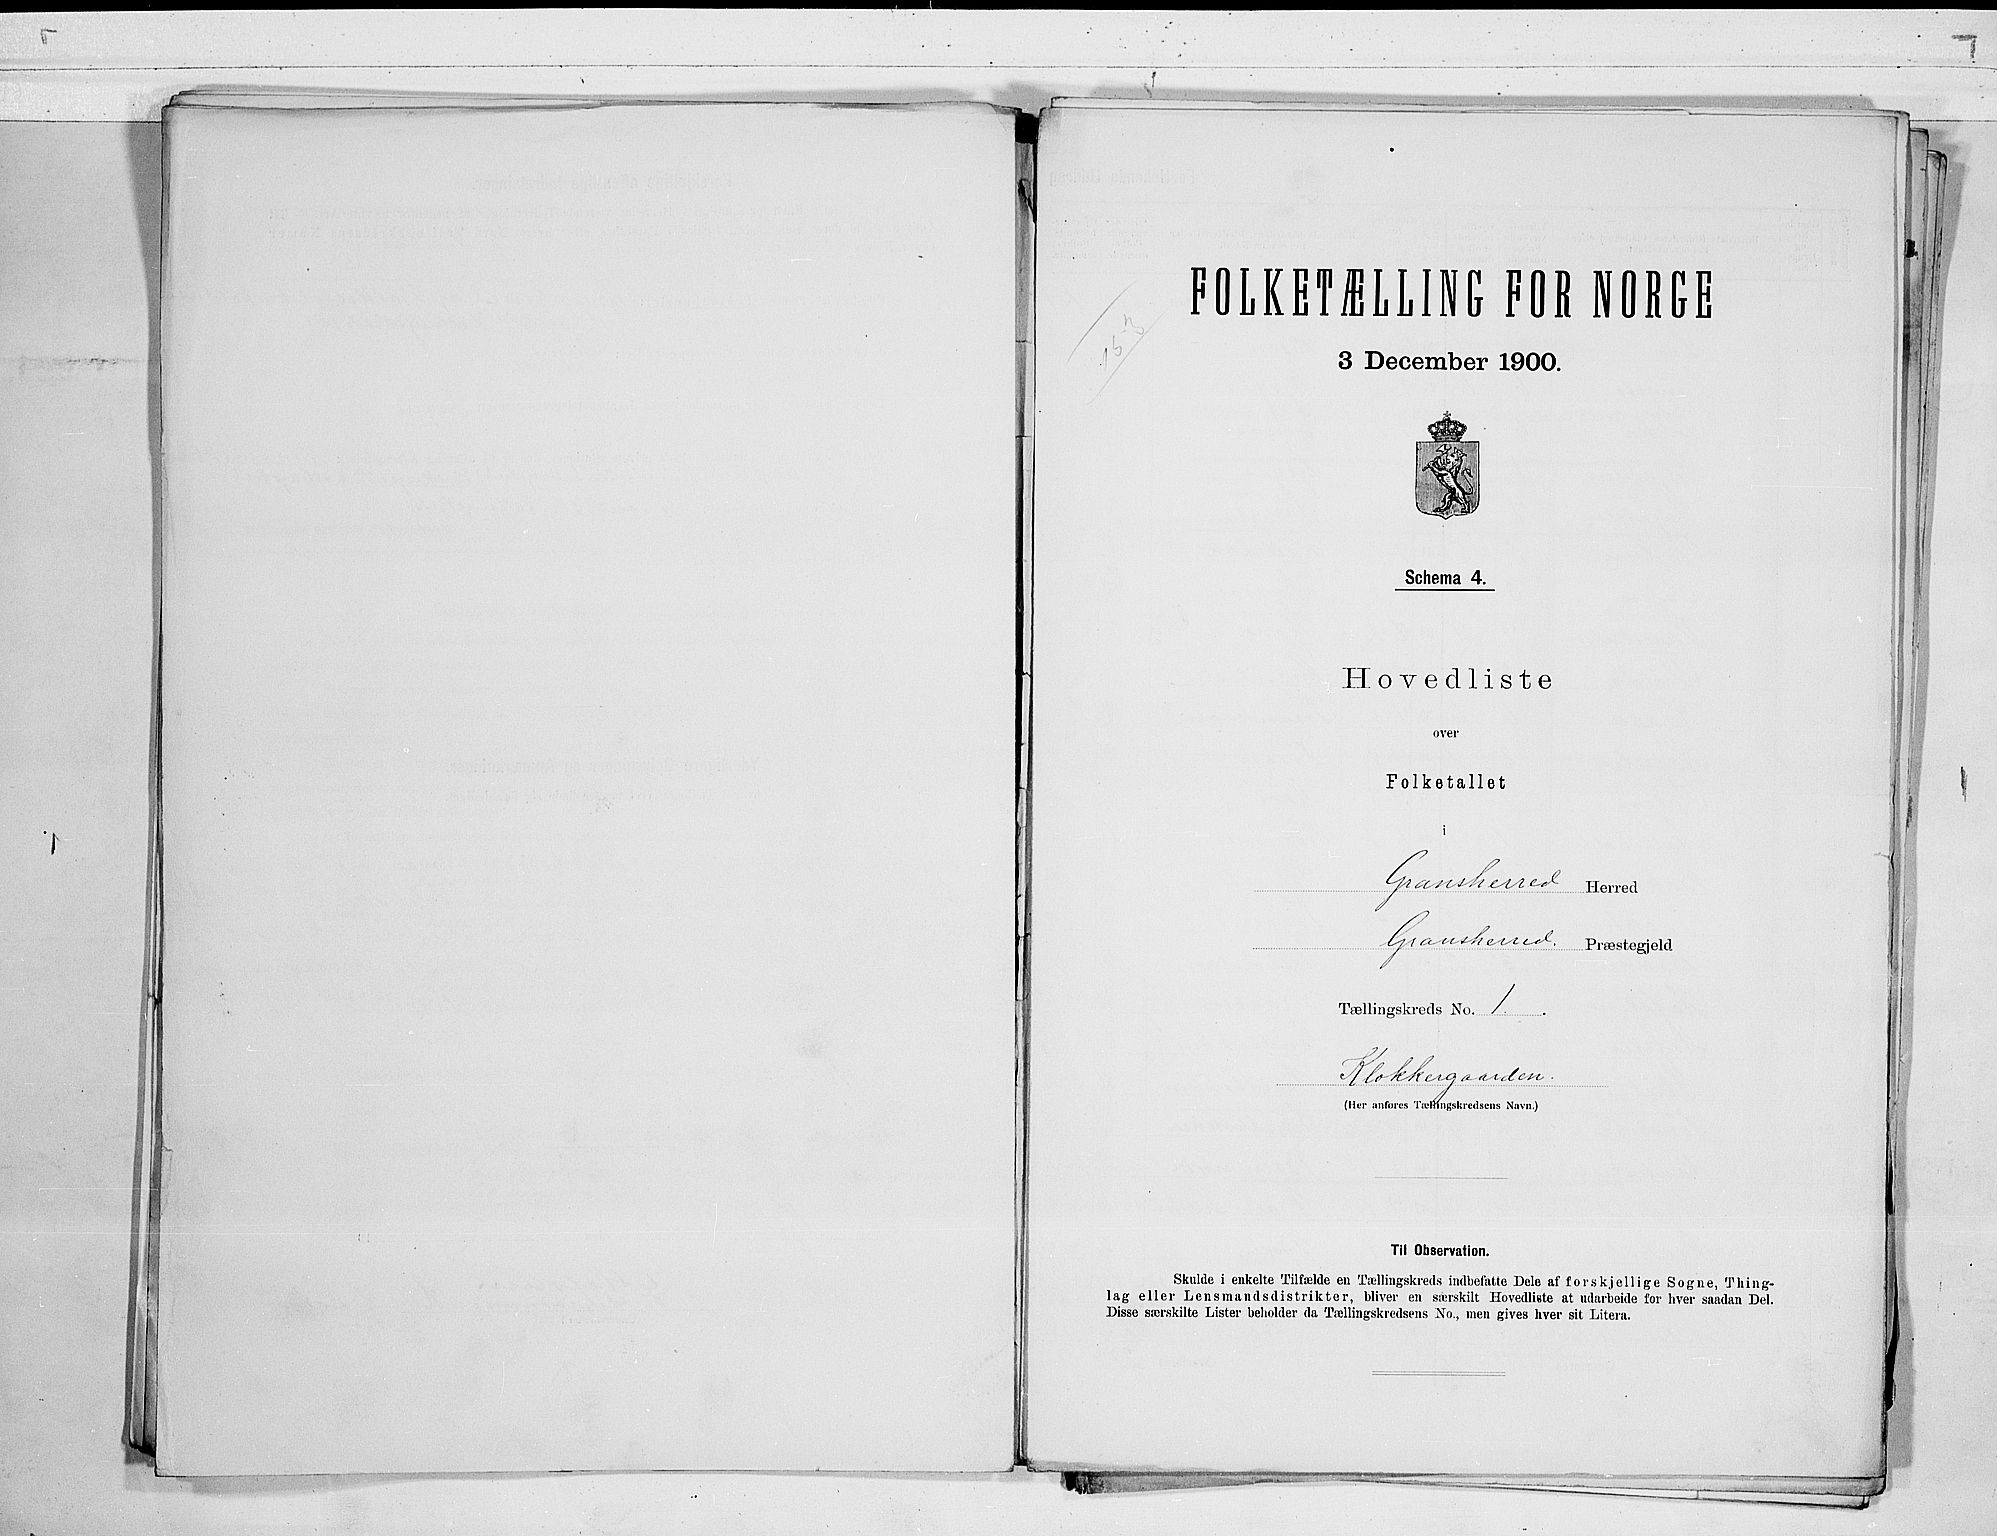 FOLKETÆLLING FOR NORGE
3 December 1900.
Schema 4.
Hovedliste
over
Folketallet
i
Gransherred Herred
Gransherred. Præstegjeld
Tællingskreds No. 1.
Klokkergaarden.
(Her anføres Tællingskredsens Navn.)
Til Observation.
Skulde i enkelte Tilfælde en Tællingskreds indbefatte Dele af forskjellige Sogne, Thing-
lag eller Lensmandsdistrikter, bliver en særskilt Hovedliste at udarbeide for hver saadan Del.
Disse særskilte Lister beholder da Tællingskredsens No., men gives hver sit Litera.